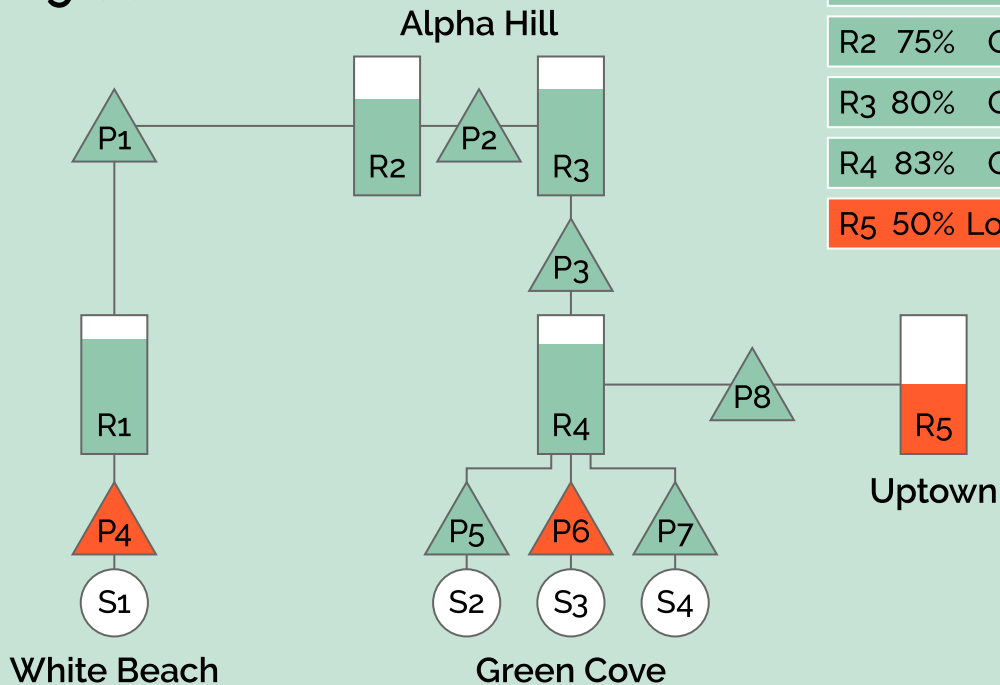 Alpha Hill
R2 75%
R3 80%
R4 83%
R5 50%
P1
P2
R2
R3
P3
P8
R1
R4
R5
Uptown
P4
P5
P6
P7
S1
S2
S3
S4
White Beach
Green Cove